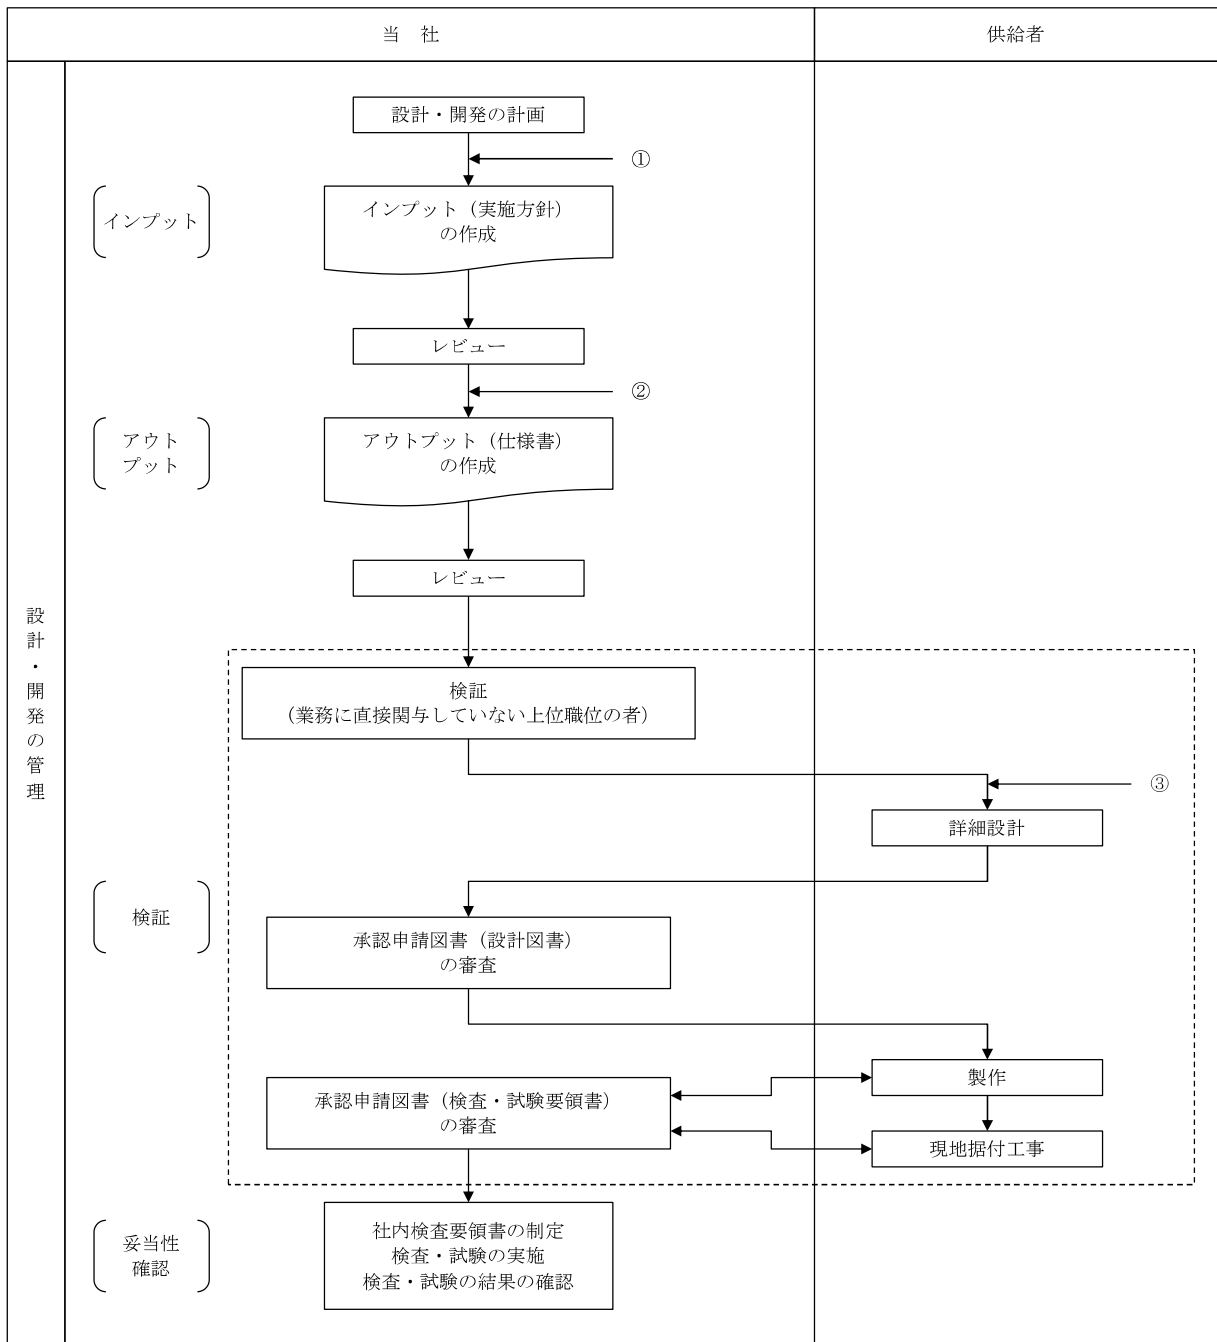 当 社
供給者
設計・開発の管理
設計・開発の計画
①
インプット
インプット（実施方針）
の作成
レビュー
②
アウト
プット
アウトプット（仕様書）
の作成
レビュー
検証
（業務に直接関与していない上位職位の者）
③
詳細設計
検証
承認申請図書（設計図書）
の審査
製作
承認申請図書（検査・試験要領書）
の審査
現地据付工事
妥当性
確認
社内検査要領書の制定
検査・試験の実施
検査・試験の結果の確認